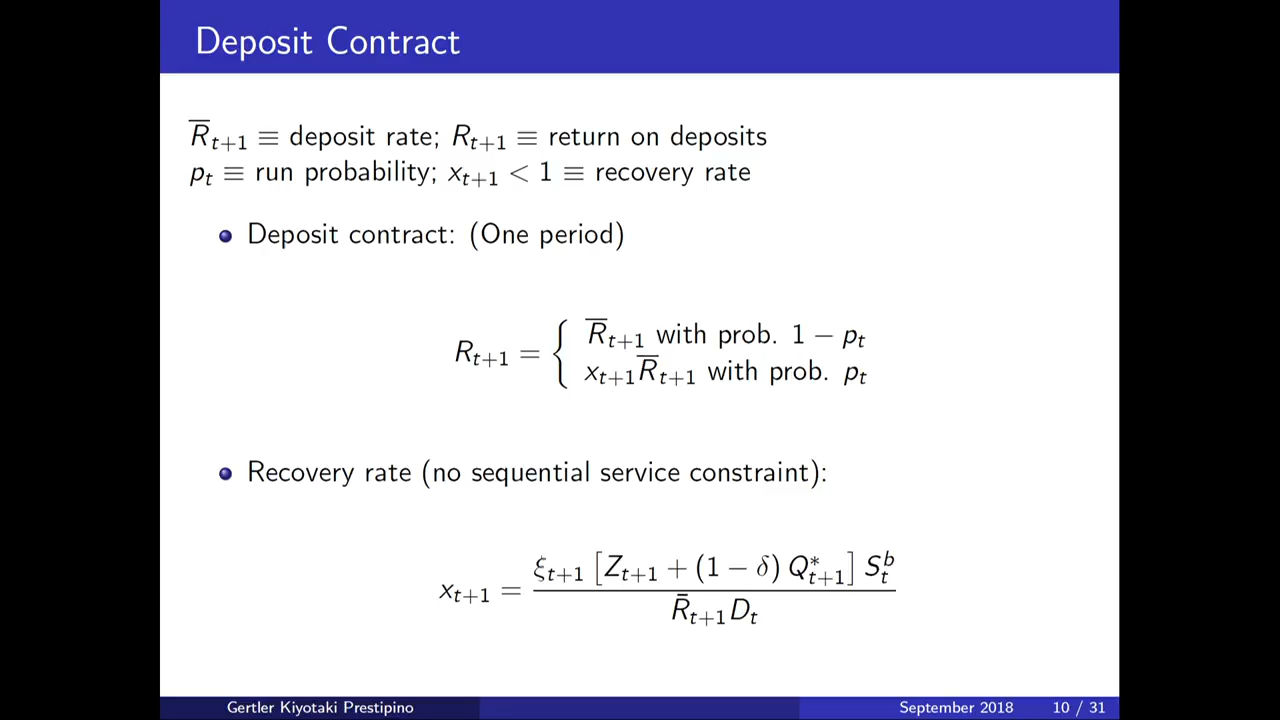 Deposit Contract
R̅ₜ₊₁ ≡ deposit rate; Rₜ₊₁ ≡ return on deposits
pₜ ≡ run probability; xₜ₊₁ < 1 ≡ recovery rate
Deposit contract: (One period)
Rₜ₊₁ = { R̅ₜ₊₁ with prob. 1 − pₜ
xₜ₊₁R̅ₜ₊₁ with prob. pₜ
Recovery rate (no sequential service constraint):
xₜ₊₁ = ξₜ₊₁ [Zₜ₊₁ + (1 − δ) Q*ₜ₊₁] Sᵇₜ
R̄ₜ₊₁Dₜ
Gertler Kiyotaki Prestipino September 2018 10 / 31